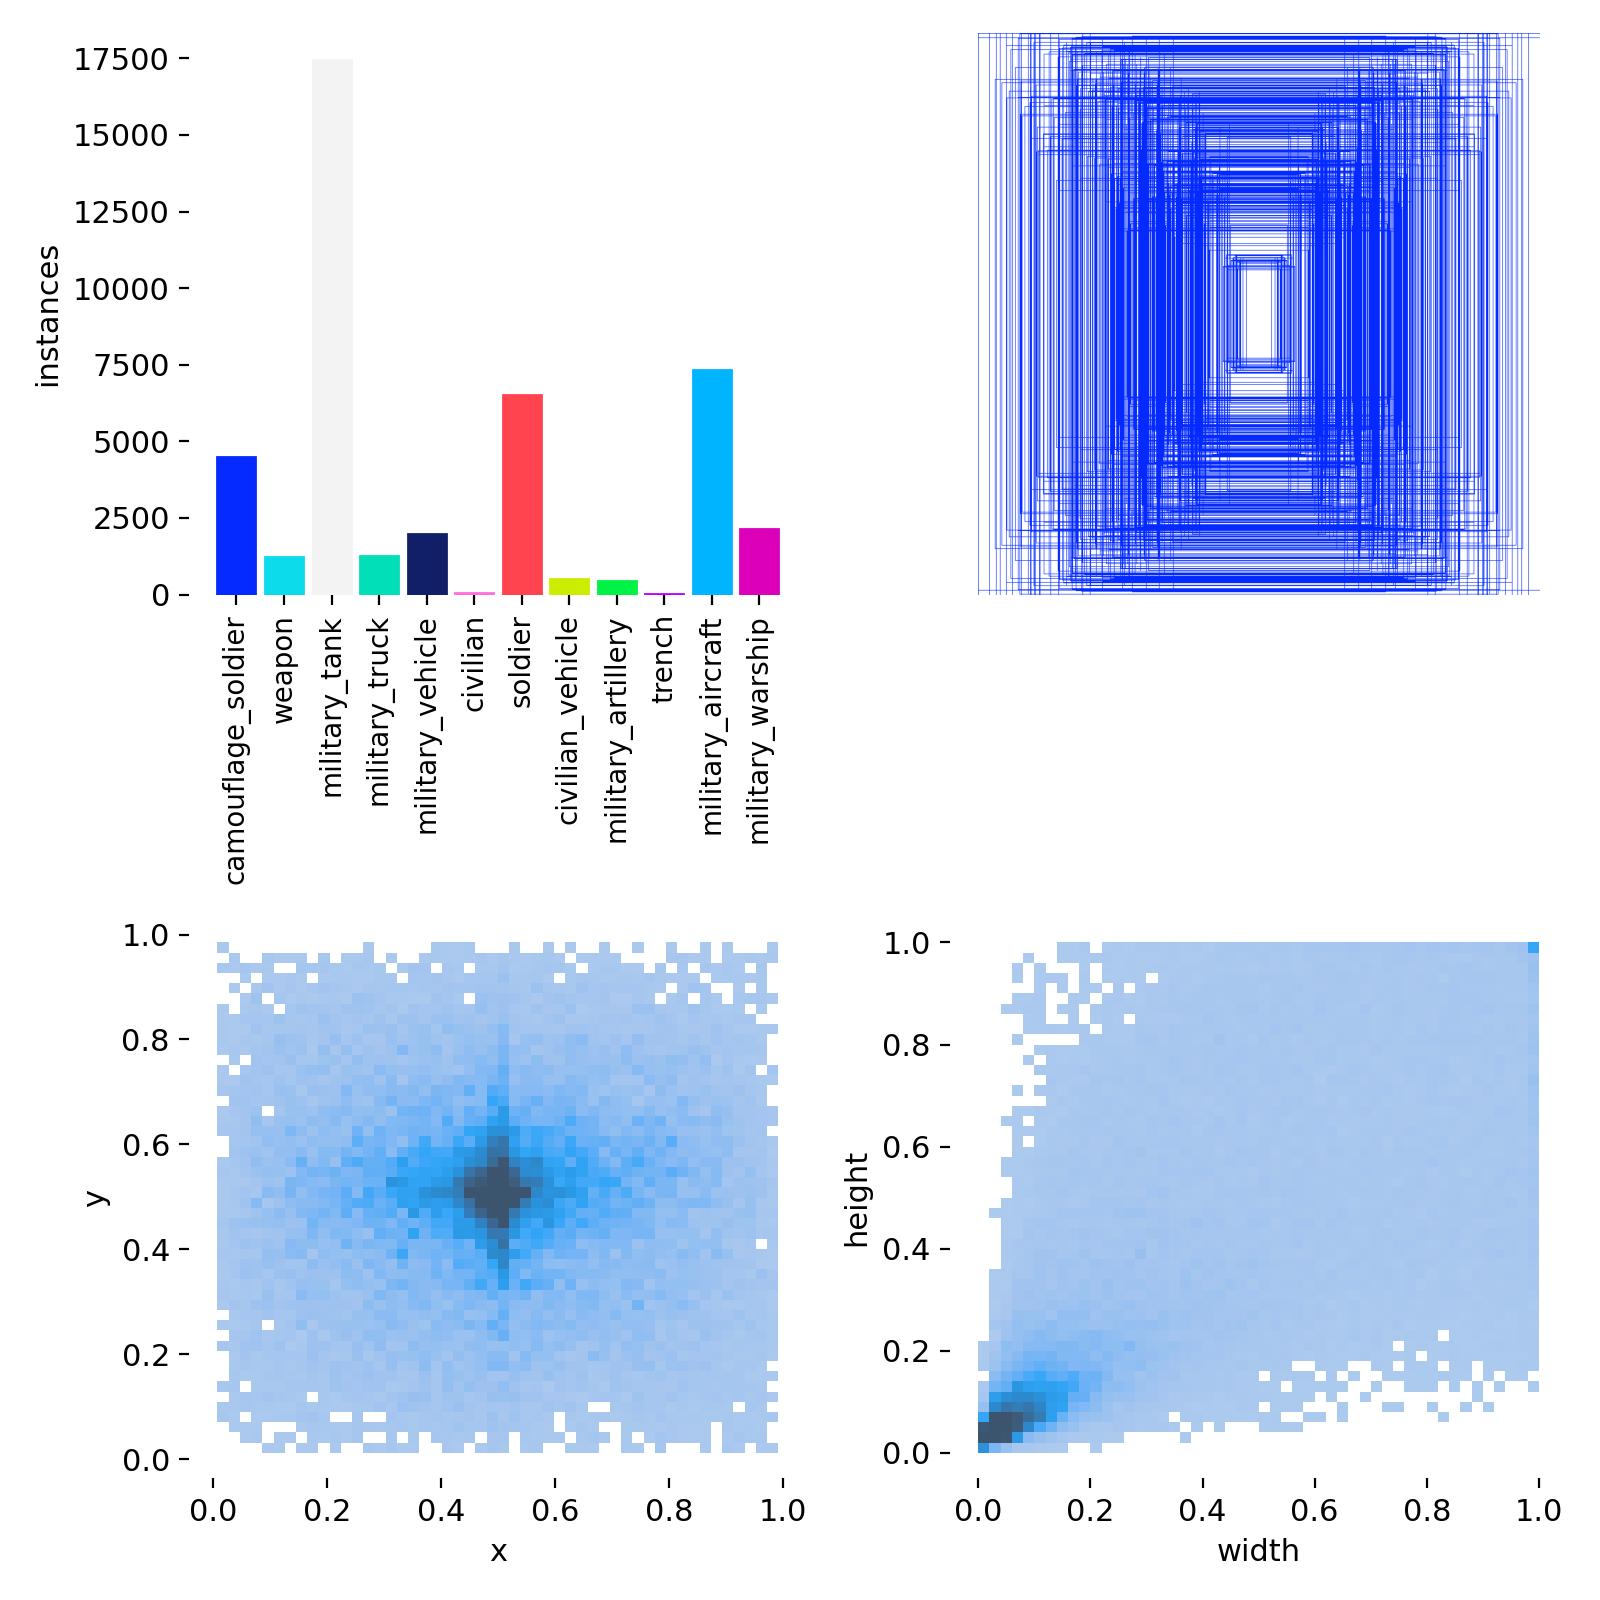 17500
15000
12500
10000
7500
5000
2500
0
instances
camouflage_soldier
weapon
military_tank
military_truck
military_vehicle
civilian
soldier
civilian_vehicle
military_artillery
trench
military_aircraft
military_warship
1.0
0.8
0.6
0.4
0.2
0.0
y
0.0 0.2 0.4 0.6 0.8 1.0
x
1.0
0.8
0.6
0.4
0.2
0.0
height
0.0 0.2 0.4 0.6 0.8 1.0
width